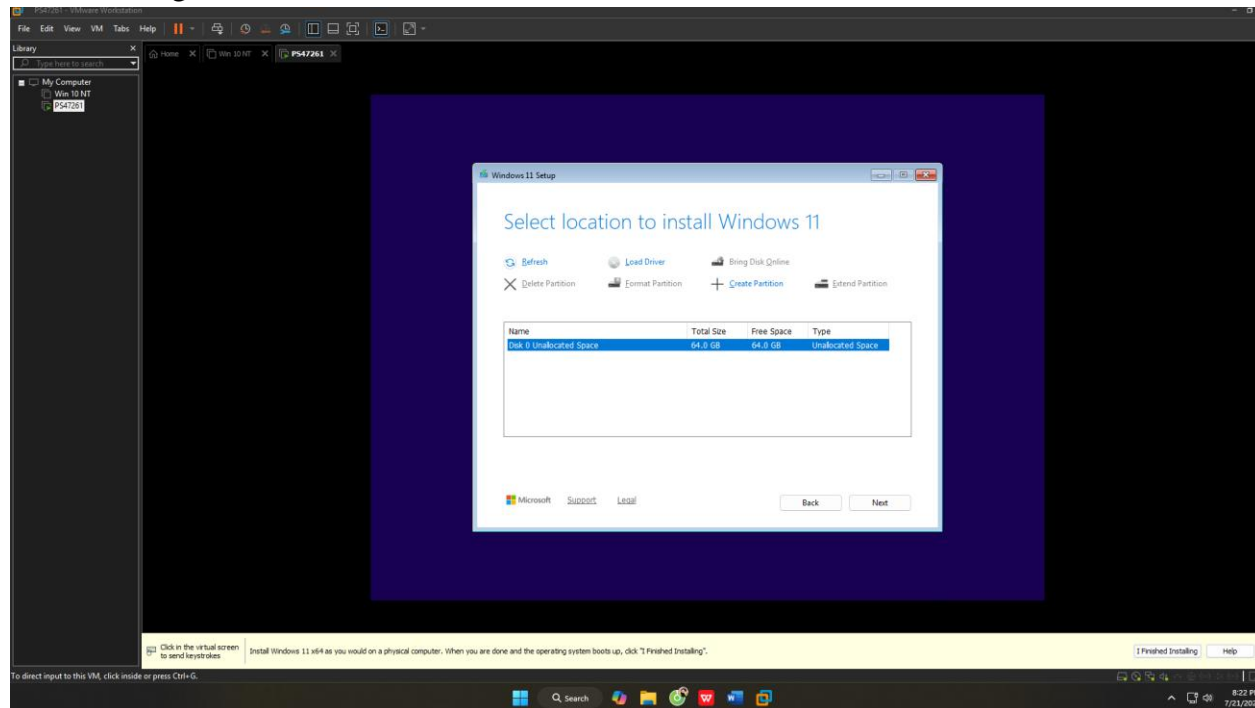 PS47261 - VMware Workstation
File Edit View VM Tabs Help
Library
Type here to search
My Computer
Win 10 NT
PS47261
Home
Win 10 NT
PS47261
Windows 11 Setup
Select location to install Windows 11
Refresh Load Driver Bring Disk Online
Delete Partition Format Partition Create Partition Extend Partition
Name Total Size Free Space Type
Disk 0 Unallocated Space 64.0 GB 64.0 GB Unallocated Space
Microsoft Support Legal Back Next
Click in the virtual screen
to send keystrokes
Install Windows 11 x64 as you would on a physical computer. When you are done and the operating system boots up, click "I Finished Installing".
I Finished Installing Help
To direct input to this VM, click inside or press Ctrl+G.
Search
8:22
7/21/20